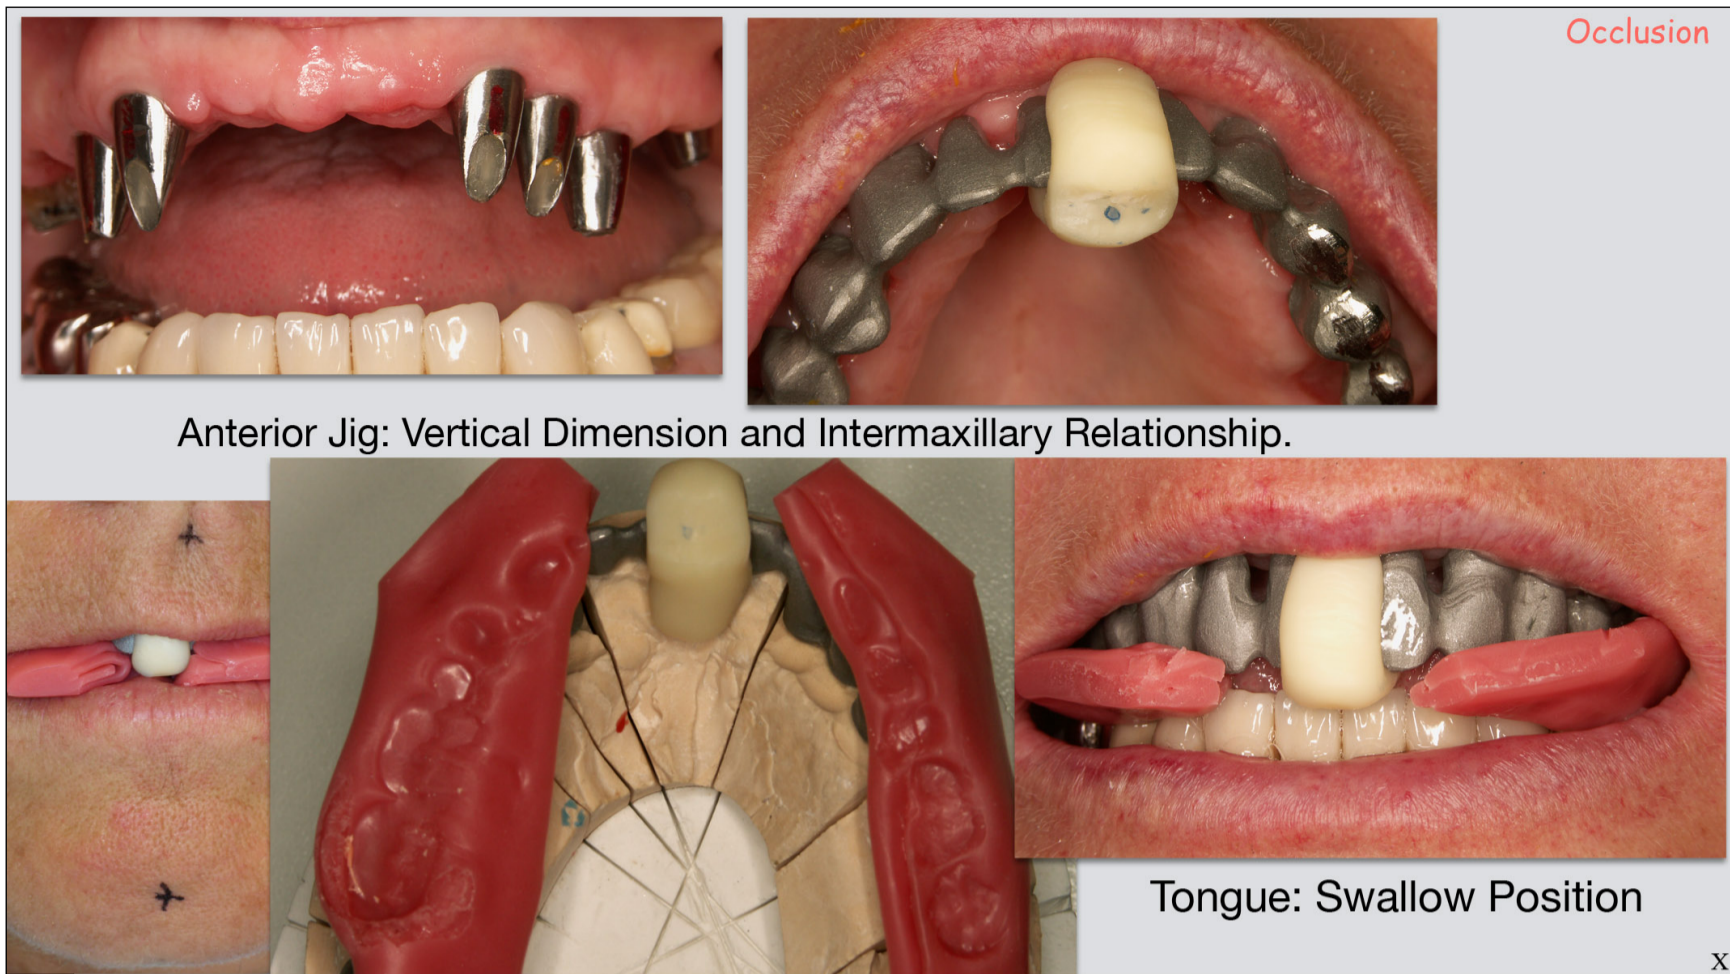 Occlusion
Anterior Jig: Vertical Dimension and Intermaxillary Relationship.
Tongue: Swallow Position
x